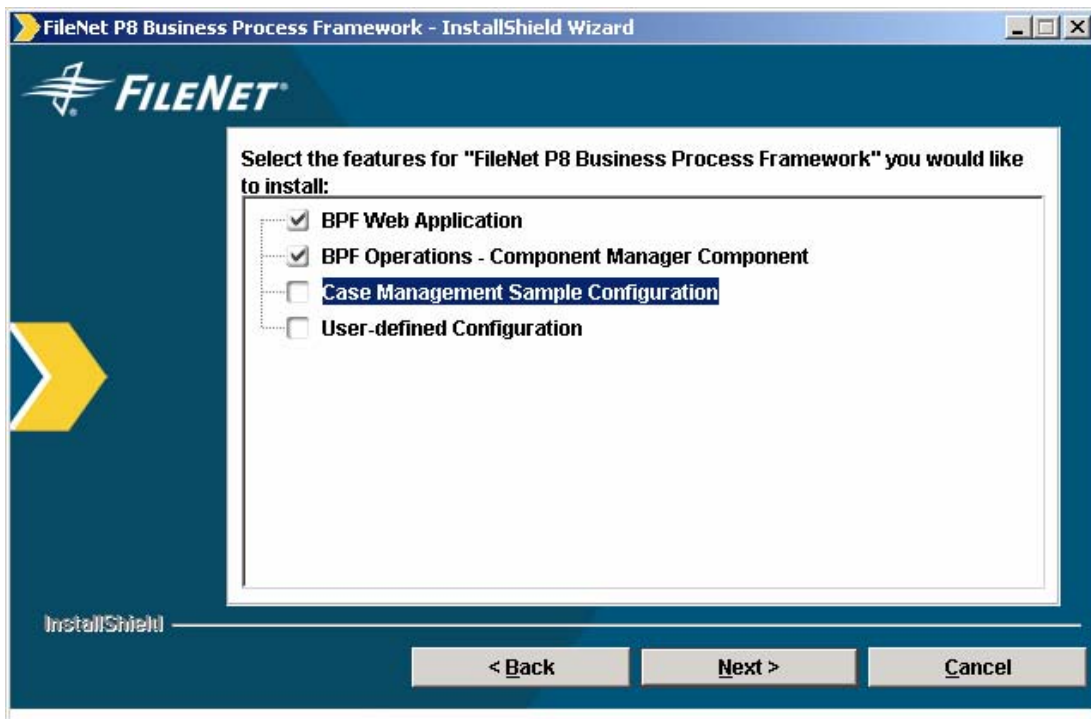 FileNet P8 Business Process Framework - InstallShield Wizard
FILENET®
Select the features for "FileNet P8 Business Process Framework" you would like
to install:
BPF Web Application
BPF Operations - Component Manager Component
Case Management Sample Configuration
User-defined Configuration
InstallShield
< Back
Next >
Cancel